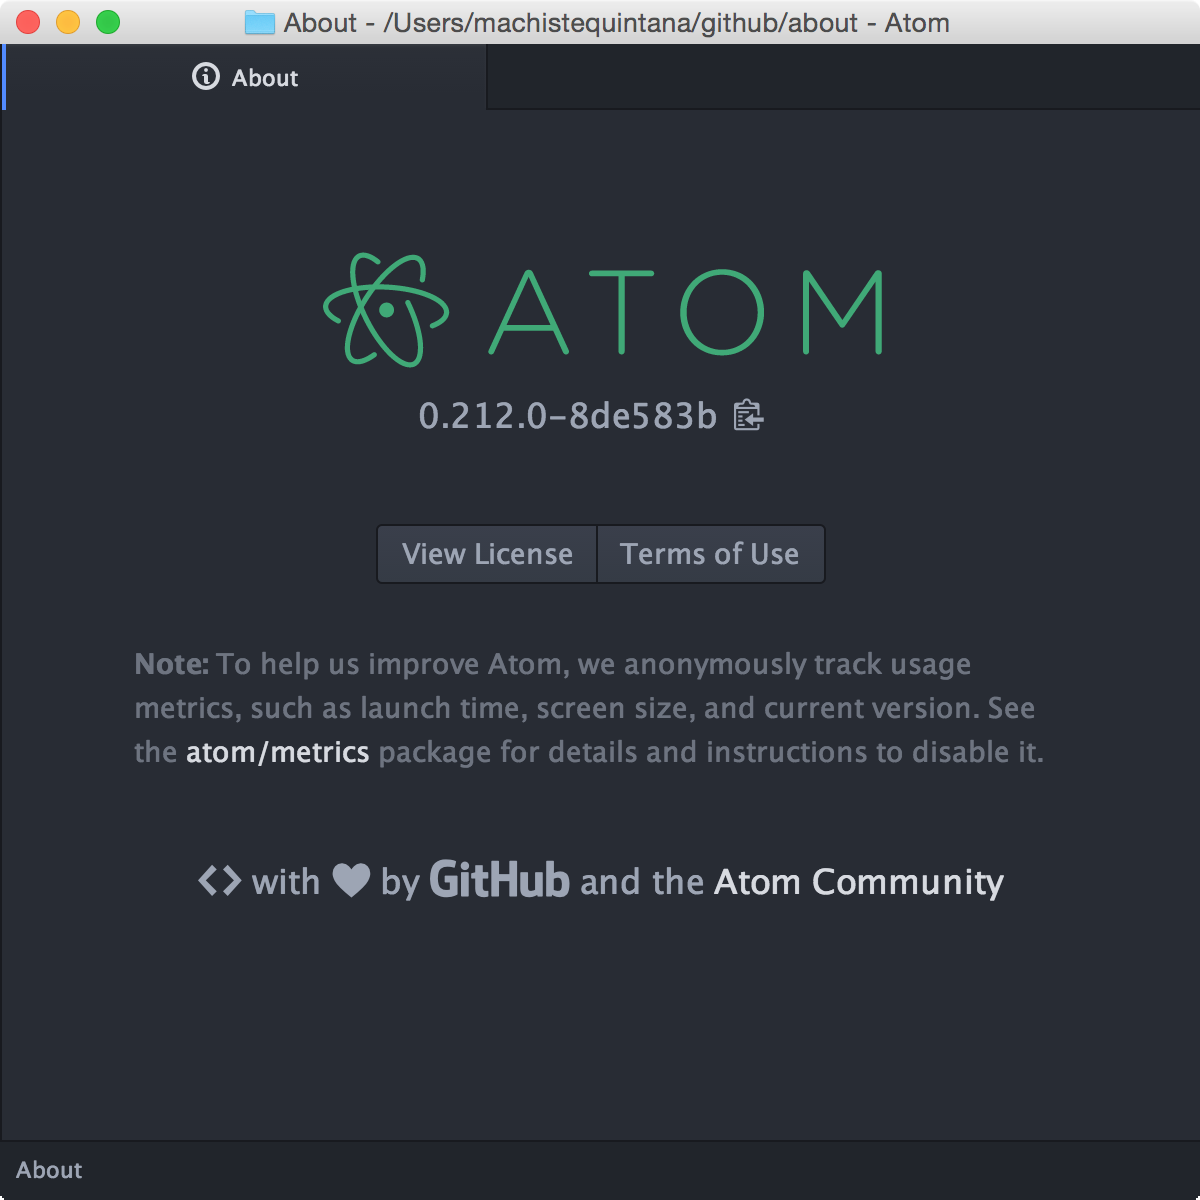 About - /Users/machistequintana/github/about - Atom
About
ATOM
0.212.0-8de583b
View License
Terms of Use
Note: To help us improve Atom, we anonymously track usage
metrics, such as launch time, screen size, and current version. See
the atom/metrics package for details and instructions to disable it.
<> with ♥ by GitHub and the Atom Community
About